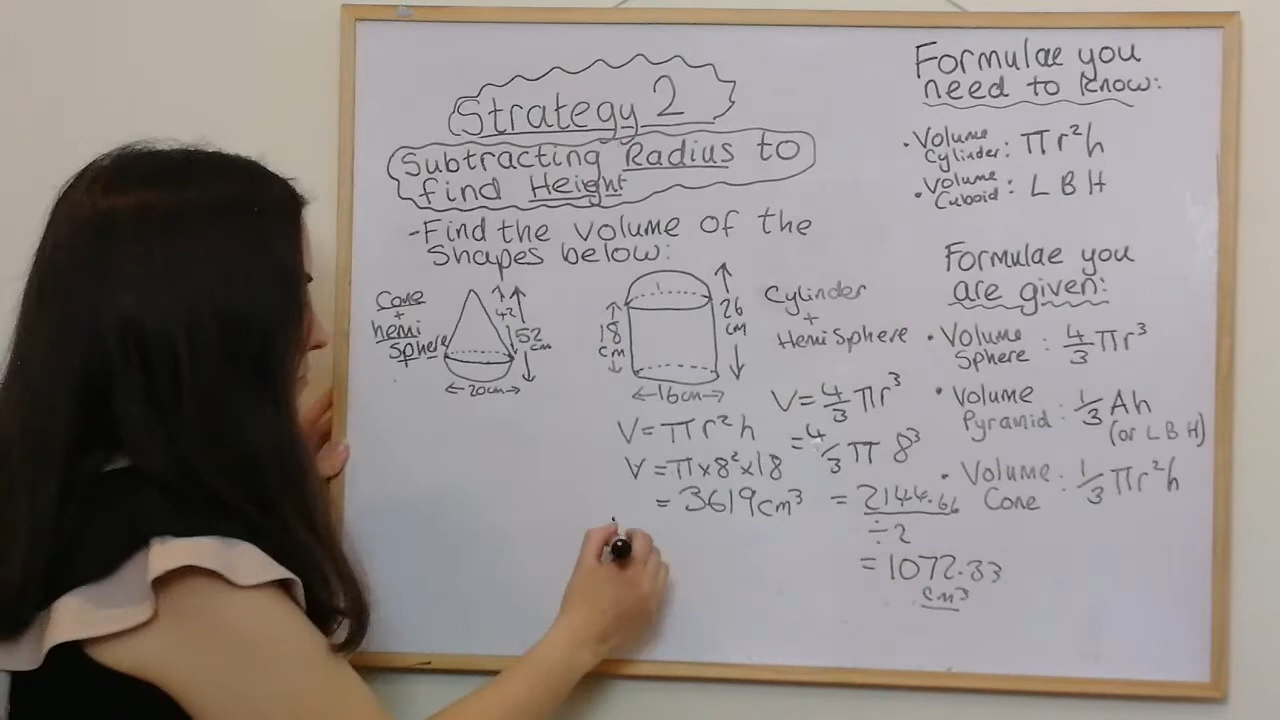 Strategy 2
Subtracting Radius to
find Height
-Find the volume of the
Shapes below:
Cone
+
hemi
sphere
42
52
cm
20cm
18
cm
26
cm
16cm
Cylinder
+
HemiSphere
V=πr²h
V=π×8²×18
=3619cm³
V=4/3πr³
=4/3π8³
=2144.66
÷2
=1072.33
cm³
Formulae you
need to know:
• Volume Cylinder: πr²h
• Volume Cuboid: L B H
Formulae you
are given:
• Volume Sphere: 4/3πr³
• Volume Pyramid: 1/3Ah
(or L B H)
• Volume Cone: 1/3πr²h